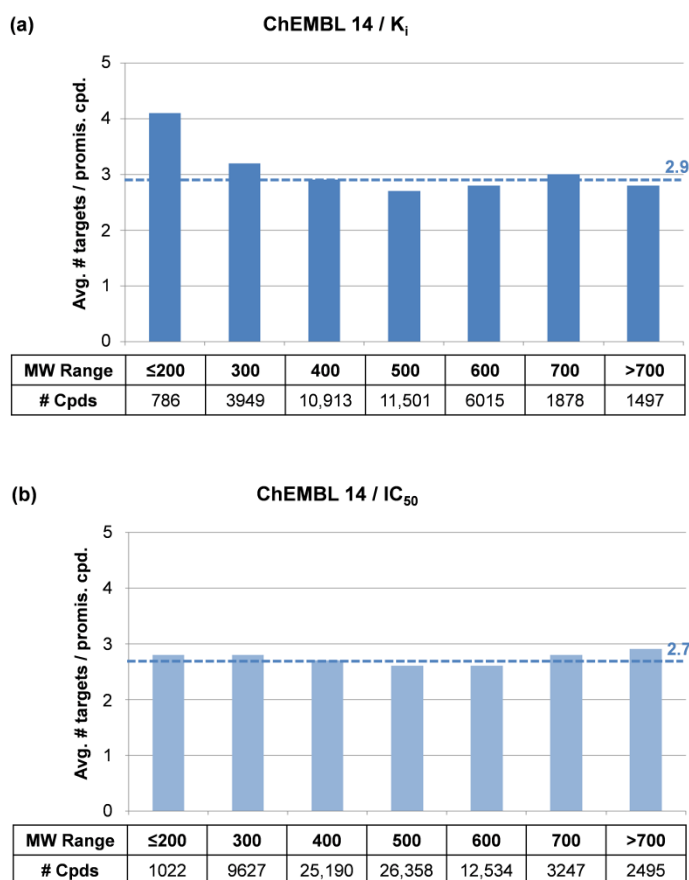 (a)
ChEMBL 14 / Ki
Avg. # targets / promis. cpd.
5
4
3
2
1
0
2.9
MW Range ≤200 300 400 500 600 700 >700
# Cpds 786 3949 10,913 11,501 6015 1878 1497
(b)
ChEMBL 14 / IC50
Avg. # targets / promis. cpd.
5
4
3
2
1
0
2.7
MW Range ≤200 300 400 500 600 700 >700
# Cpds 1022 9627 25,190 26,358 12,534 3247 2495